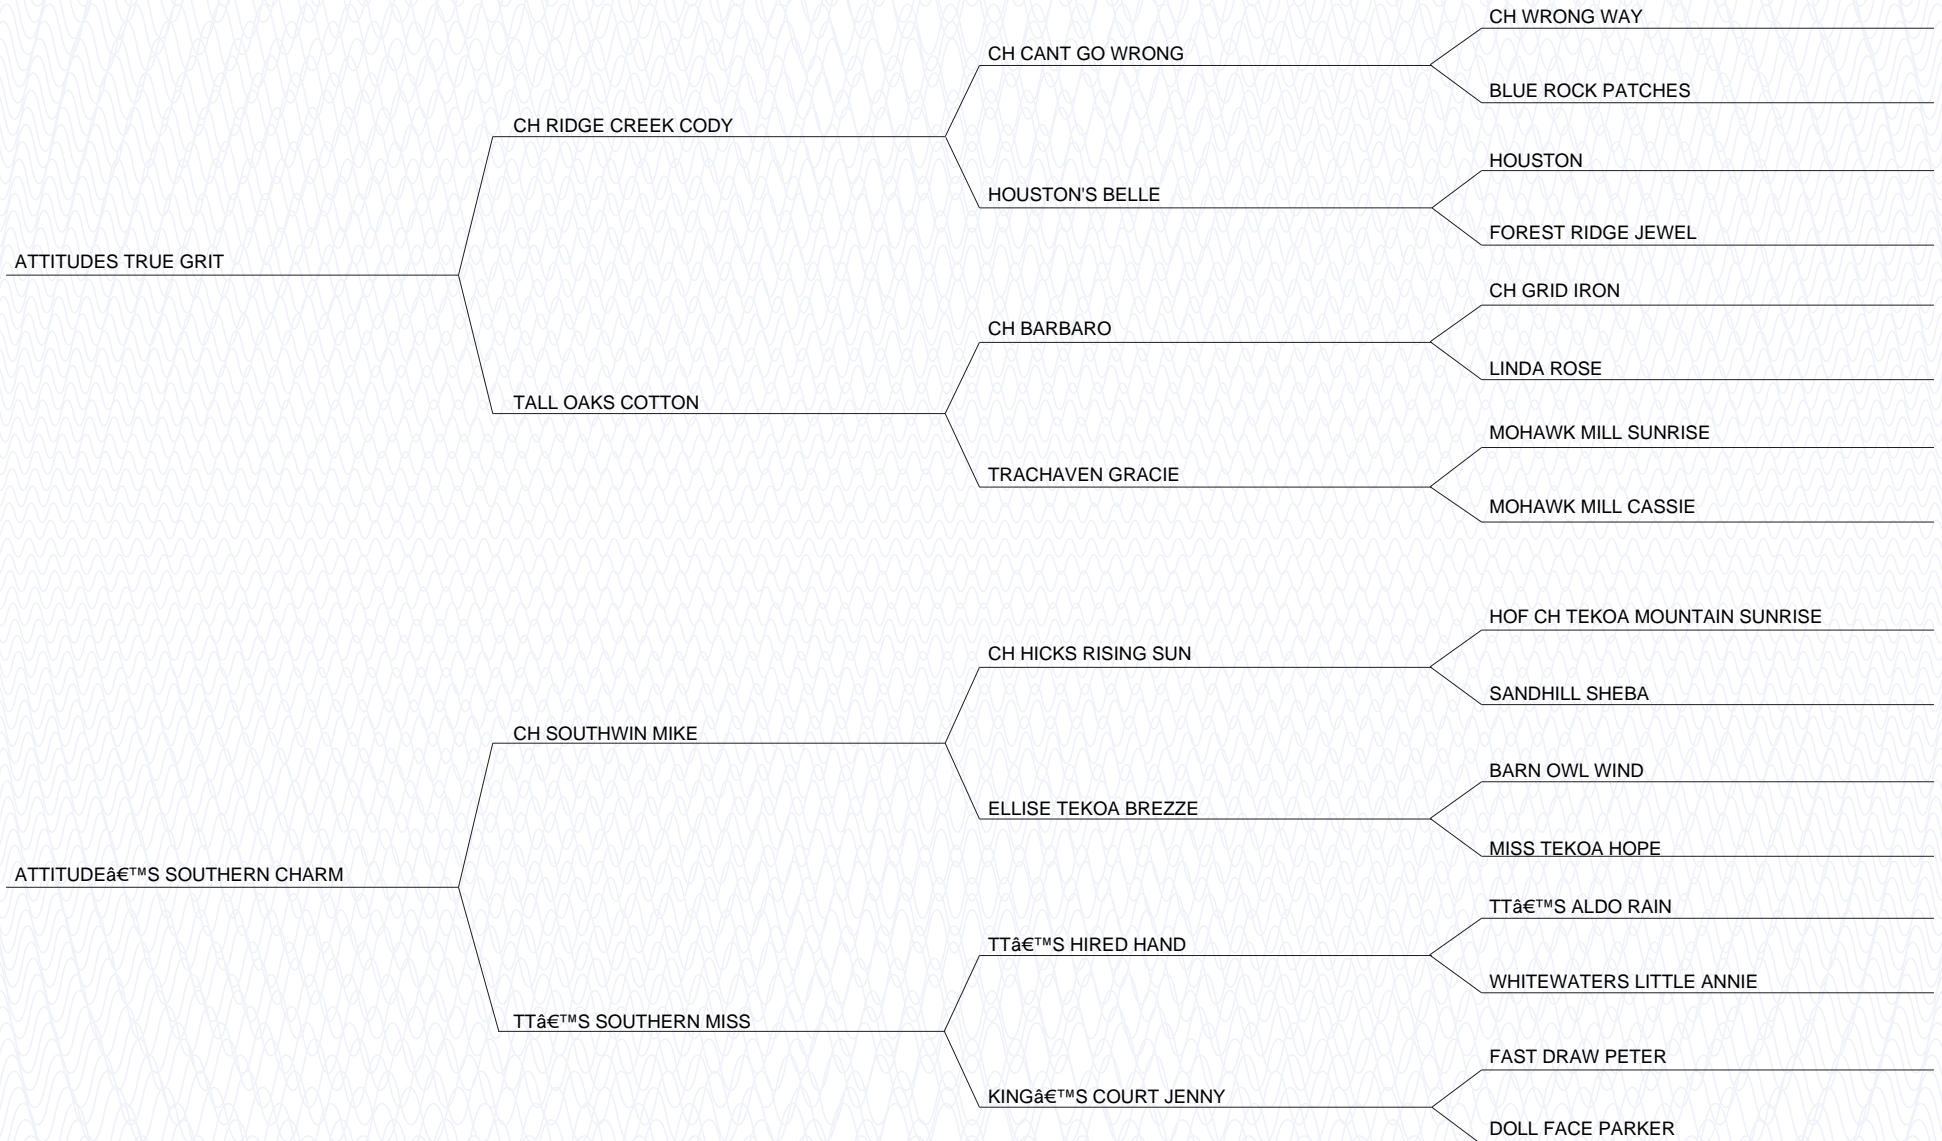 CH WRONG WAY
CH CANT GO WRONG
BLUE ROCK PATCHES
CH RIDGE CREEK CODY
HOUSTON
HOUSTON'S BELLE
FOREST RIDGE JEWEL
ATTITUDES TRUE GRIT
CH GRID IRON
CH BARBARO
LINDA ROSE
TALL OAKS COTTON
MOHAWK MILL SUNRISE
TRACHAVEN GRACIE
MOHAWK MILL CASSIE
HOF CH TEKOA MOUNTAIN SUNRISE
CH HICKS RISING SUN
SANDHILL SHEBA
CH SOUTHWIN MIKE
BARN OWL WIND
ELLISE TEKOA BREZZE
MISS TEKOA HOPE
ATTITUDEâ€™S SOUTHERN CHARM
TTâ€™S ALDO RAIN
TTâ€™S HIRED HAND
WHITEWATERS LITTLE ANNIE
TTâ€™S SOUTHERN MISS
FAST DRAW PETER
KINGâ€™S COURT JENNY
DOLL FACE PARKER